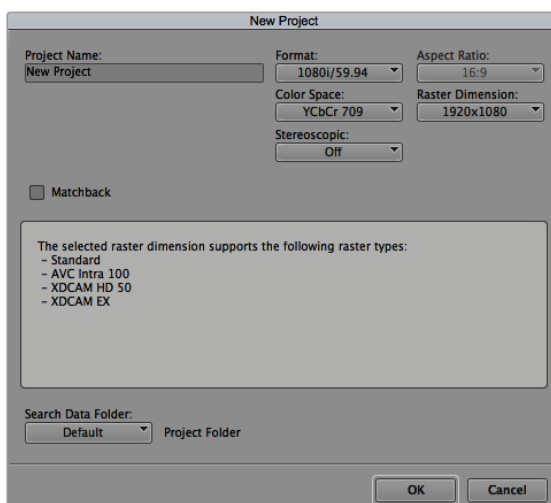 New Project
Project Name:
New Project
Format:
1080i/59.94
Aspect Ratio:
16:9
Color Space:
YCbCr 709
Raster Dimension:
1920x1080
Stereoscopic:
Off
Matchback
The selected raster dimension supports the following raster types:
– Standard
– AVC Intra 100
– XDCAM HD 50
– XDCAM EX
Search Data Folder:
Default
Project Folder
OK
Cancel